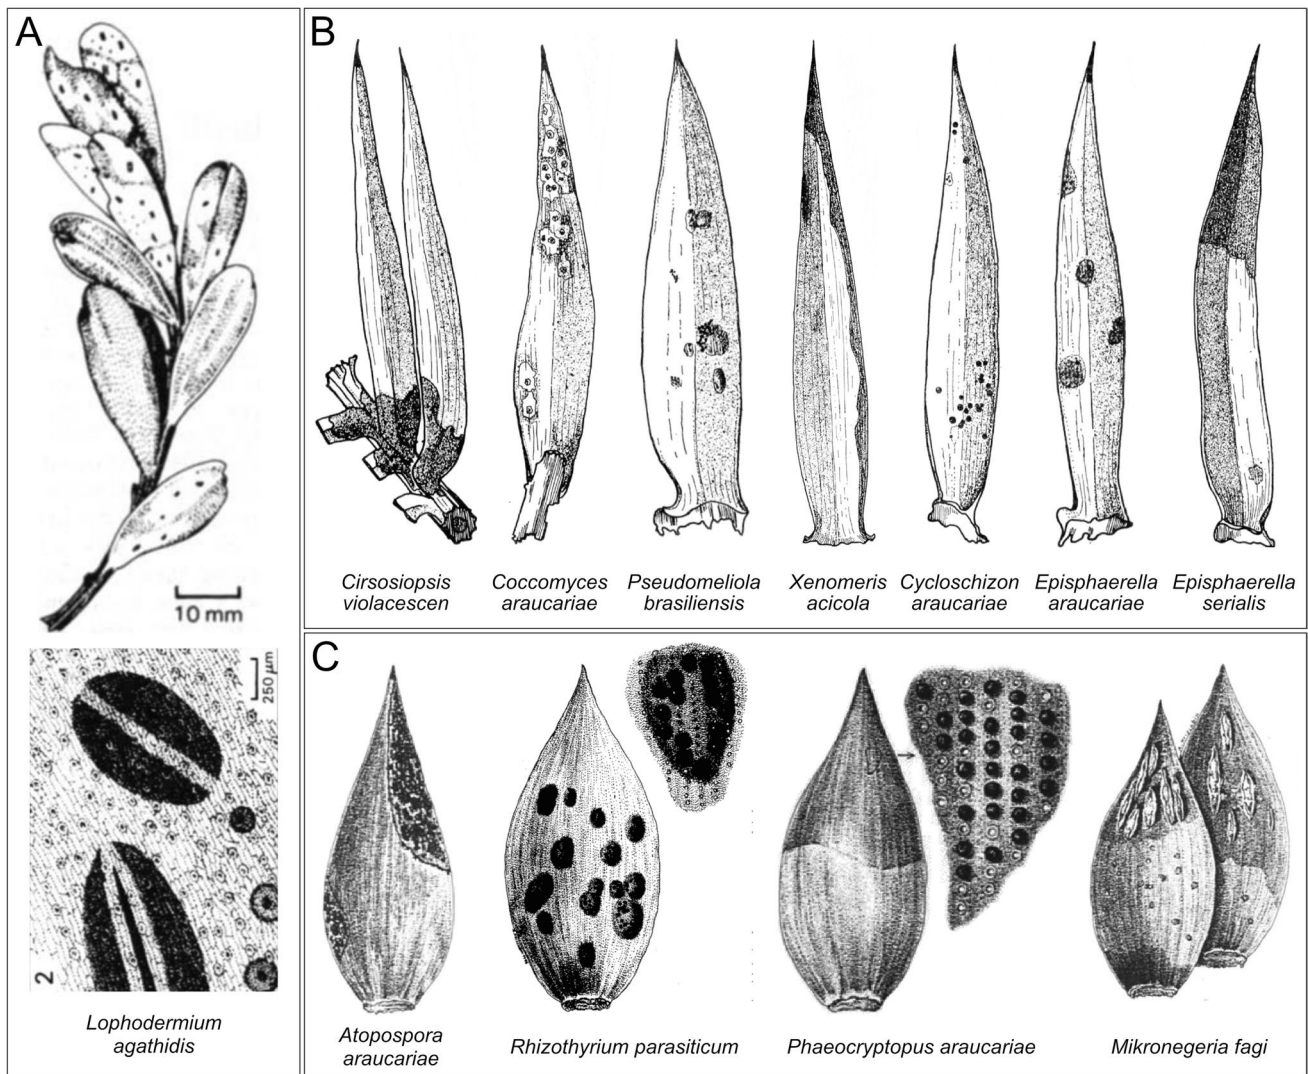 A
10 mm
250 µm
2
Lophodermium
agathidis
B
Cirsosiopsis
violacescen
Coccomyces
araucariae
Pseudomeliola
brasiliensis
Xenomeris
acicola
Cycloschizon
araucariae
Episphaerella
araucariae
Episphaerella
serialis
C
Atopospora
araucariae
Rhizothyrium parasiticum
Phaeocryptopus araucariae
Mikronegeria fagi